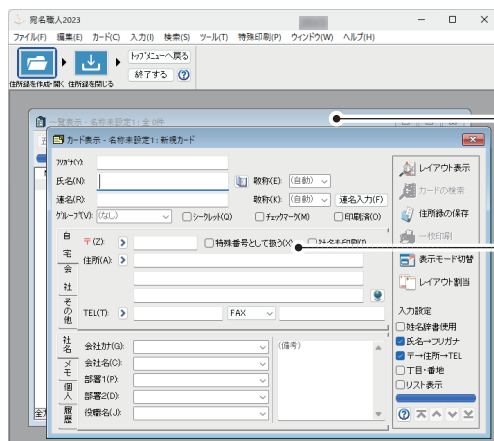 宛名職人2023
ファイル(F) 編集(E) カード(C) 入力(I) 検索(S) ツール(T) 特殊印刷(P) ウィンドウ(W) ヘルプ(H)
住所録を作成・開く 住所録を閉じる
トップメニューへ戻る
終了する
一覧表示 - 名称未設定1:全 0件
カード表示 - 名称未設定1:新規カード
フリガナ(Y):
氏名(N): 敬称(E): (自動)
連名(R): 敬称(K): (自動) 連名入力(F)
グループ(V): (なし) シークレット(Q) チェックマーク(M) 印刷済(O)
自宅
会社
その他
〒(Z): 特殊番号として扱う(X) 社名も印刷(I)
住所(A):
TEL(T): FAX
社名
メモ
個人
履歴
会社カナ(G):
会社名(C):
部署1(P):
部署2(D):
役職名(J):
(備考)
レイアウト表示
カードの検索
住所録の保存
一枚印刷
表示モード切替
レイアウト割当
入力設定
姓名辞書使用
氏名→フリガナ
〒→住所→TEL
丁目・番地
リスト表示